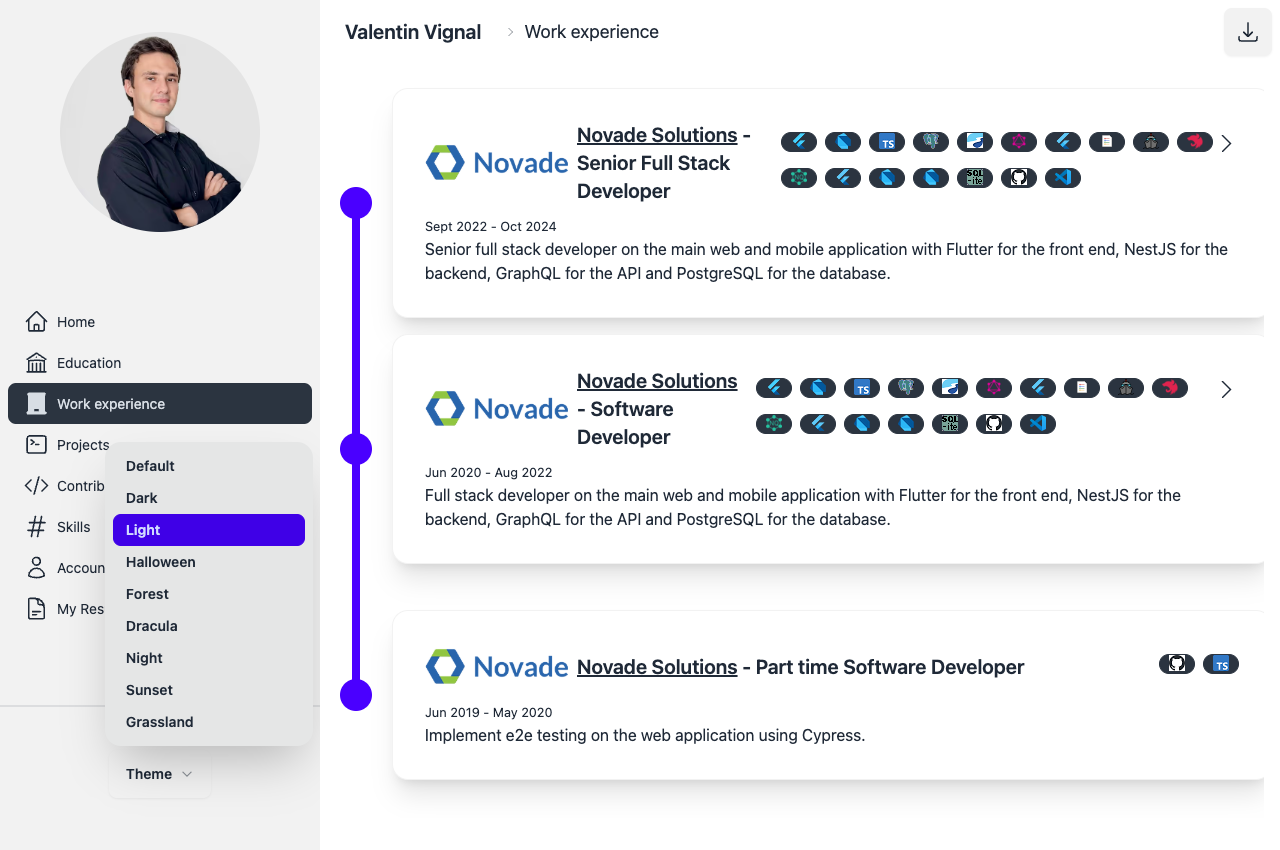 Valentin Vignal
Work experience
Home
Education
Work experience
Projects
Contrib
Skills
Accoun
My Res
Default
Dark
Light
Halloween
Forest
Dracula
Night
Sunset
Grassland
Theme
Novade
Novade Solutions -
Senior Full Stack
Developer
TS
SQL
-ite
Sept 2022 - Oct 2024
Senior full stack developer on the main web and mobile application with Flutter for the front end, NestJS for the
backend, GraphQL for the API and PostgreSQL for the database.
Novade
Novade Solutions
- Software
Developer
TS
SQL
-ite
Jun 2020 - Aug 2022
Full stack developer on the main web and mobile application with Flutter for the front end, NestJS for the
backend, GraphQL for the API and PostgreSQL for the database.
Novade
Novade Solutions - Part time Software Developer
TS
Jun 2019 - May 2020
Implement e2e testing on the web application using Cypress.